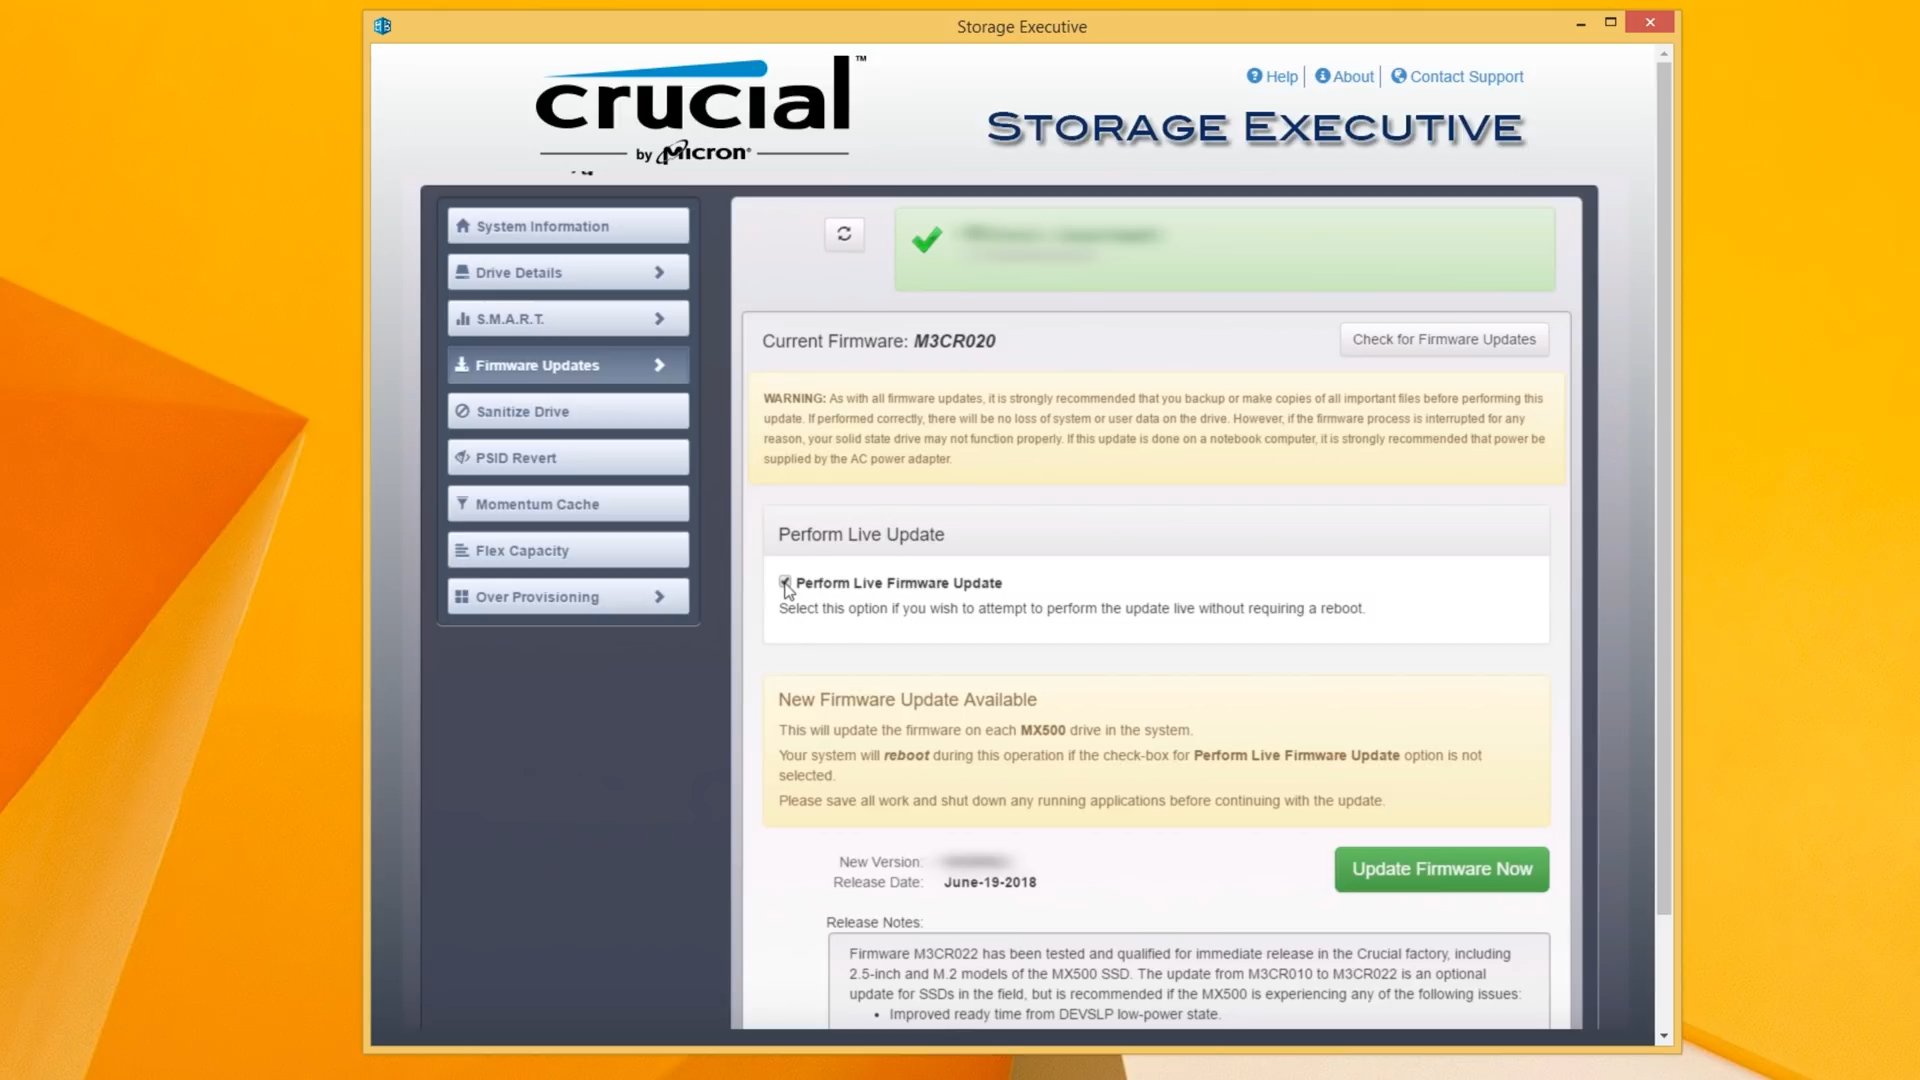 Storage Executive
crucial™
by Micron®
Help | About | Contact Support
STORAGE EXECUTIVE
System Information
Drive Details
S.M.A.R.T.
Firmware Updates
Sanitize Drive
PSID Revert
Momentum Cache
Flex Capacity
Over Provisioning
Current Firmware: M3CR020
Check for Firmware Updates
WARNING: As with all firmware updates, it is strongly recommended that you backup or make copies of all important files before performing this
update. If performed correctly, there will be no loss of system or user data on the drive. However, if the firmware process is interrupted for any
reason, your solid state drive may not function properly. If this update is done on a notebook computer, it is strongly recommended that power be
supplied by the AC power adapter.
Perform Live Update
Perform Live Firmware Update
Select this option if you wish to attempt to perform the update live without requiring a reboot.
New Firmware Update Available
This will update the firmware on each MX500 drive in the system.
Your system will reboot during this operation if the check-box for Perform Live Firmware Update option is not
selected.
Please save all work and shut down any running applications before continuing with the update.
New Version:
Release Date: June-19-2018
Update Firmware Now
Release Notes:
Firmware M3CR022 has been tested and qualified for immediate release in the Crucial factory, including
2.5-inch and M.2 models of the MX500 SSD. The update from M3CR010 to M3CR022 is an optional
update for SSDs in the field, but is recommended if the MX500 is experiencing any of the following issues:
• Improved ready time from DEVSLP low-power state.